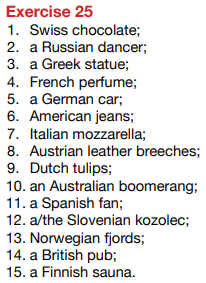 Exercise 25
1. Swiss chocolate;
2. a Russian dancer;
3. a Greek statue;
4. French perfume;
5. a German car;
6. American jeans;
7. Italian mozzarella;
8. Austrian leather breeches;
9. Dutch tulips;
10. an Australian boomerang;
11. a Spanish fan;
12. a/the Slovenian kozolec;
13. Norwegian fjords;
14. a British pub;
15. a Finnish sauna.